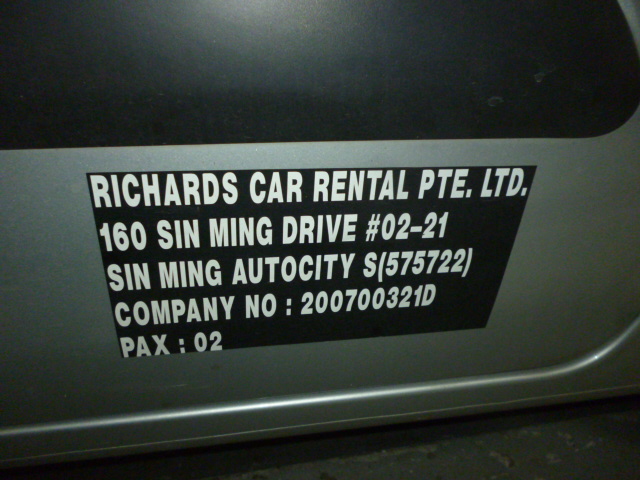 RICHARDS CAR RENTAL PTE. LTD.
160 SIN MING DRIVE #02-21
SIN MING AUTOCITY S(575722)
COMPANY NO : 200700321D
PAX : 02